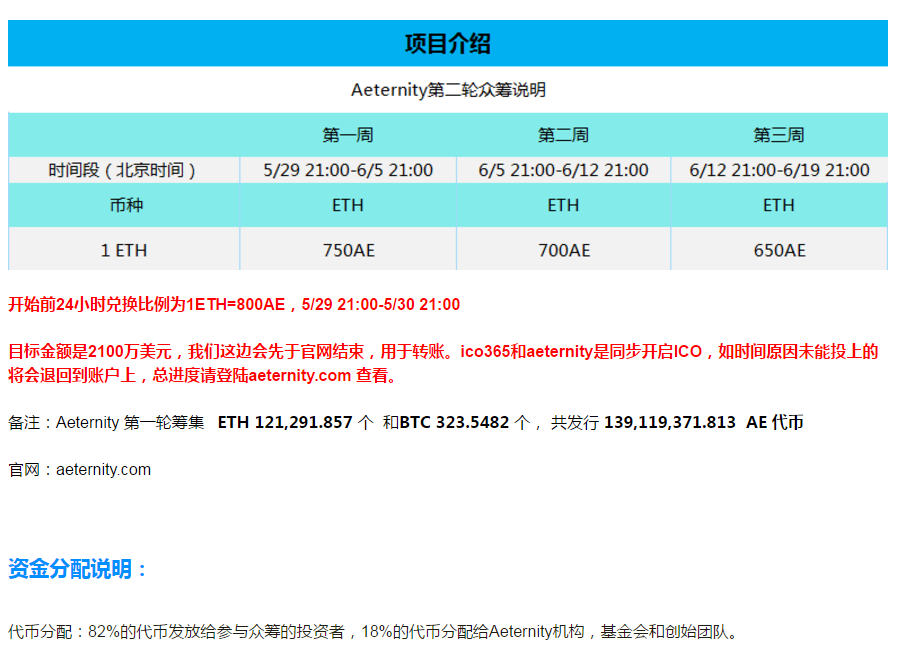 项目介绍
Aeternity第二轮众筹说明
第一周 第二周 第三周
时间段（北京时间） 5/29 21:00-6/5 21:00 6/5 21:00-6/12 21:00 6/12 21:00-6/19 21:00
币种 ETH ETH ETH
1 ETH 750AE 700AE 650AE
开始前24小时兑换比例为1ETH=800AE，5/29 21:00-5/30 21:00
目标金额是2100万美元，我们这边会先于官网结束，用于转账。ico365和aeternity是同步开启ICO，如时间原因未能投上的
将会退回到账户上，总进度请登陆aeternity.com 查看。
备注：Aeternity 第一轮筹集 ETH 121,291.857 个 和BTC 323.5482 个 ，共发行 139,119,371.813 AE 代币
官网：aeternity.com
资金分配说明：
代币分配：82%的代币发放给参与众筹的投资者，18%的代币分配给Aeternity机构，基金会和创始团队。